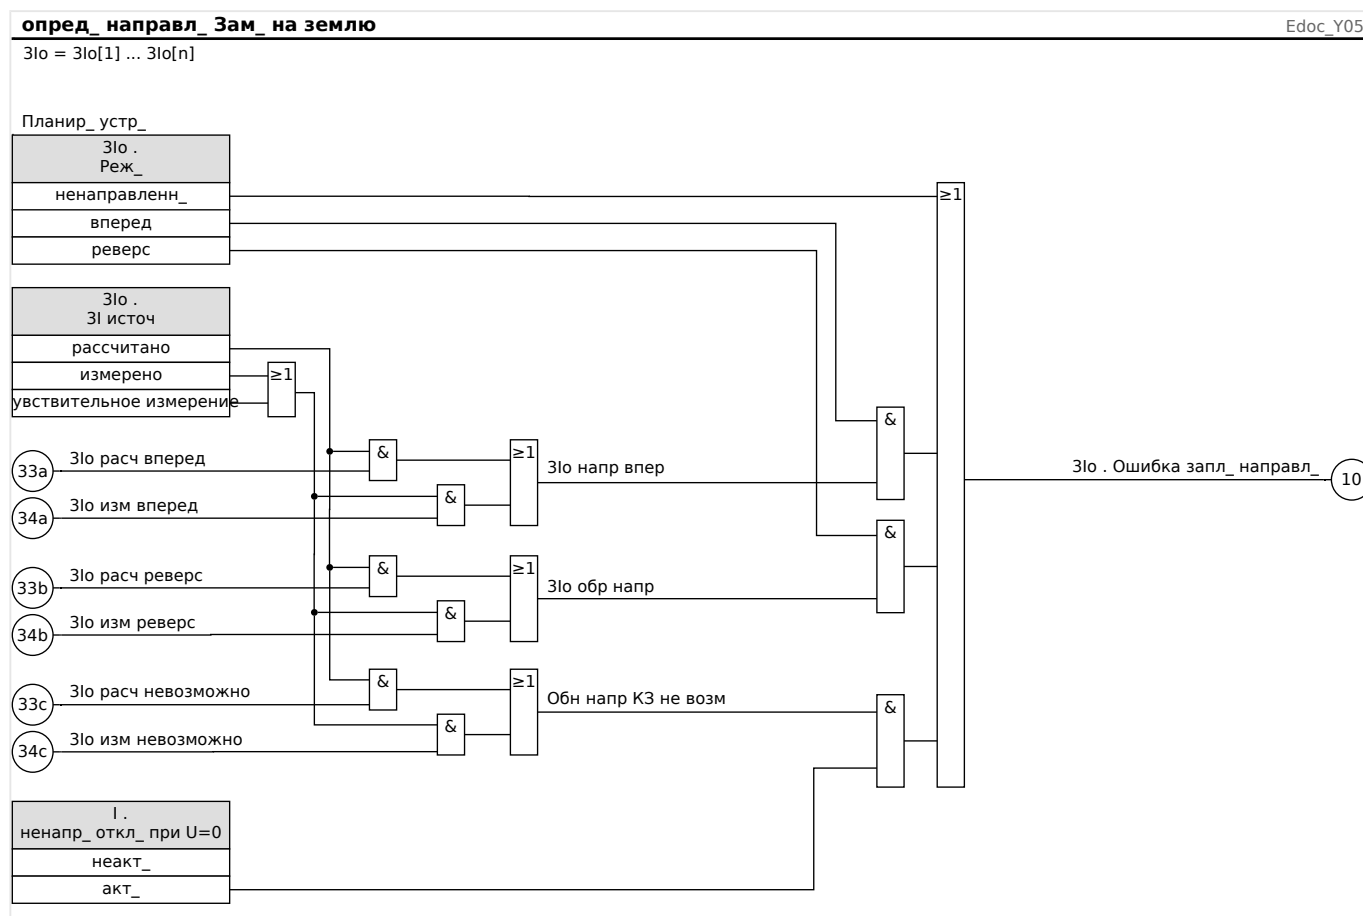 опред_ направл_ Зам_ на землю
Edoc_Y05
3Io = 3Io[1] ... 3Io[n]
Планир_ устр_
3Io .
Реж_
ненаправленн_
вперед
реверс
≥1
3Io .
3I источ
рассчитано
измерено
увствительное измерение
≥1
&
33a
3Io расч вперед
&
≥1
3Io напр впер
34a
3Io изм вперед
&
3Io . Ошибка запл_ направл_
10
&
33b
3Io расч реверс
&
≥1
3Io обр напр
34b
3Io изм реверс
&
33c
3Io расч невозможно
&
≥1
Обн напр КЗ не возм
&
34c
3Io изм невозможно
&
I .
ненапр_ откл_ при U=0
неакт_
акт_